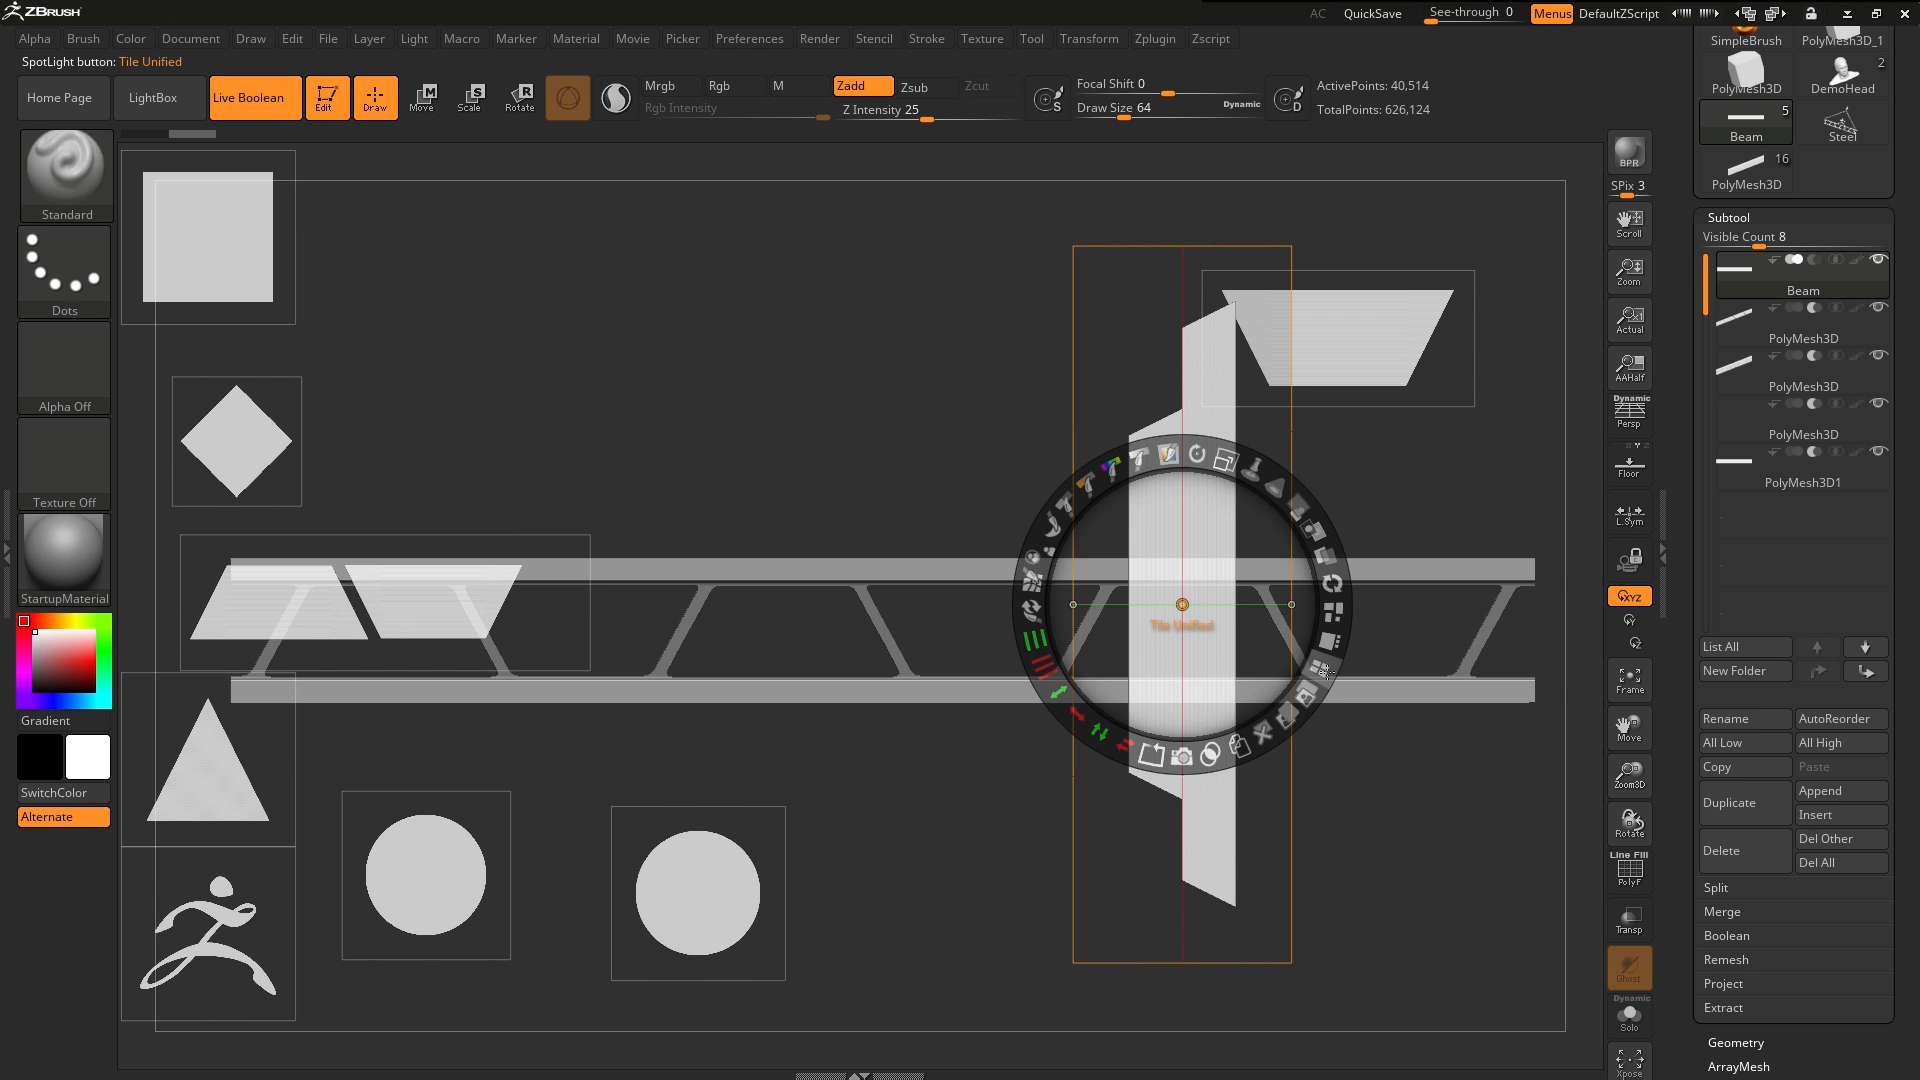 ZBRUSH
AC QuickSave See-through 0 Menus DefaultZScript
Alpha Brush Color Document Draw Edit File Layer Light Macro Marker Material Movie Picker Preferences Render Stencil Stroke Texture Tool Transform Zplugin Zscript
SpotLight button: Tile Unified
Home Page LightBox Live Boolean Edit Draw Move Scale Rotate
M S R
Mrgb Rgb M Zadd Zsub Zcut
Rgb Intensity Z Intensity 25
S Focal Shift 0 D
Draw Size 64 Dynamic
ActivePoints: 40,514
TotalPoints: 626,124
Standard
Dots
Alpha Off
Texture Off
StartupMaterial
Gradient
SwitchColor
Alternate
Tile Unified
BPR
SPix 3
Scroll
Zoom
Actual
AAHalf
Dynamic
Persp
Floor
L.Sym
XYZ
Frame
Move
Zoom3D
Rotate
Line Fill
PolyF
Transp
Ghost
Dynamic
Solo
Xpose
SimpleBrush PolyMesh3D_1
PolyMesh3D 2 DemoHead
5 Beam Steel
16 PolyMesh3D
Subtool
Visible Count 8
Beam
PolyMesh3D
PolyMesh3D
PolyMesh3D
PolyMesh3D1
List All
New Folder
Rename AutoReorder
All Low All High
Copy Paste
Duplicate Append
Insert
Delete Del Other
Del All
Split
Merge
Boolean
Remesh
Project
Extract
Geometry
ArrayMesh